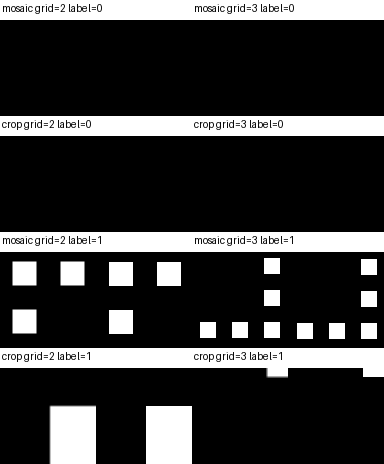 mosaic grid=2 label=0 mosaic grid=3 label=0
crop grid=2 label=0 crop grid=3 label=0
mosaic grid=2 label=1 mosaic grid=3 label=1
crop grid=2 label=1 crop grid=3 label=1